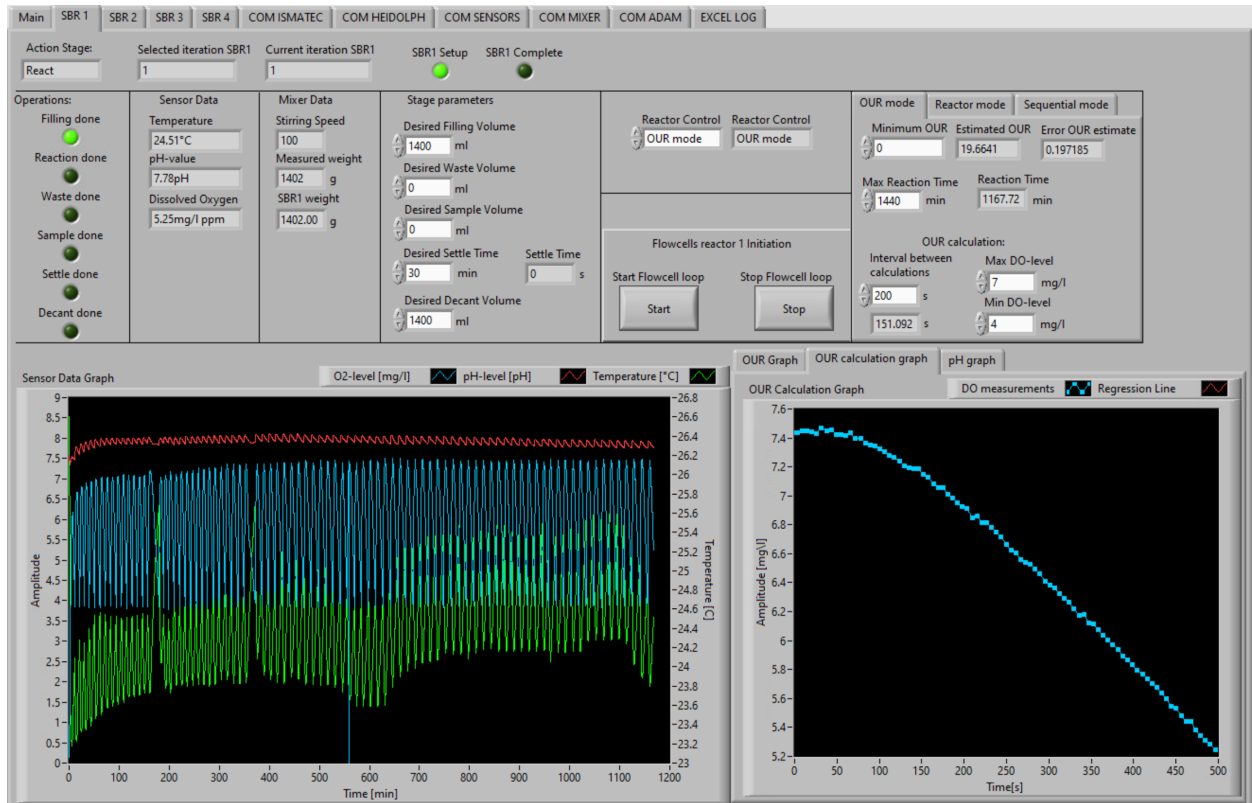 Main SBR 1 SBR 2 SBR 3 SBR 4 COM ISMATEC COM HEIDOLPH COM SENSORS COM MIXER COM ADAM EXCEL LOG
Action Stage:
React
Selected iteration SBR1
1
Current iteration SBR1
1
SBR1 Setup
SBR1 Complete
Operations:
Filling done
Reaction done
Waste done
Sample done
Settle done
Decant done
Sensor Data
Temperature
24.51°C
pH-value
7.78pH
Dissolved Oxygen
5.25mg/l ppm
Mixer Data
Stirring Speed
100
Measured weight
1402 g
SBR1 weight
1402.00 g
Stage parameters
Desired Filling Volume
1400 ml
Desired Waste Volume
0 ml
Desired Sample Volume
0 ml
Desired Settle Time Settle Time
30 min 0 s
Desired Decant Volume
1400 ml
Reactor Control Reactor Control
OUR mode OUR mode
Flowcells reactor 1 Initiation
Start Flowcell loop Stop Flowcell loop
Start Stop
OUR mode Reactor mode Sequential mode
Minimum OUR Estimated OUR Error OUR estimate
0 19.6641 0.197185
Max Reaction Time Reaction Time
1440 min 1167.72 min
OUR calculation:
Interval between
calculations
200 s
151.092 s
Max DO-level
7 mg/l
Min DO-level
4 mg/l
Sensor Data Graph
O2-level [mg/l] pH-level [pH] Temperature [°C]
Amplitude
9
8.5
8
7.5
7
6.5
6
5.5
5
4.5
4
3.5
3
2.5
2
1.5
1
0.5
0
26.8
26.6
26.4
26.2
26
25.8
25.6
25.4
25.2
25
24.8
24.6
24.4
24.2
24
23.8
23.6
23.4
23.2
23
Temperature [C]
0 100 200 300 400 500 600 700 800 900 1000 1100 1200
Time [min]
OUR Graph OUR calculation graph pH graph
OUR Calculation Graph
DO measurements Regression Line
Amplitude [mg\l]
7.6
7.4
7.2
7
6.8
6.6
6.4
6.2
6
5.8
5.6
5.4
5.2
0 50 100 150 200 250 300 350 400 450 500
Time[s]